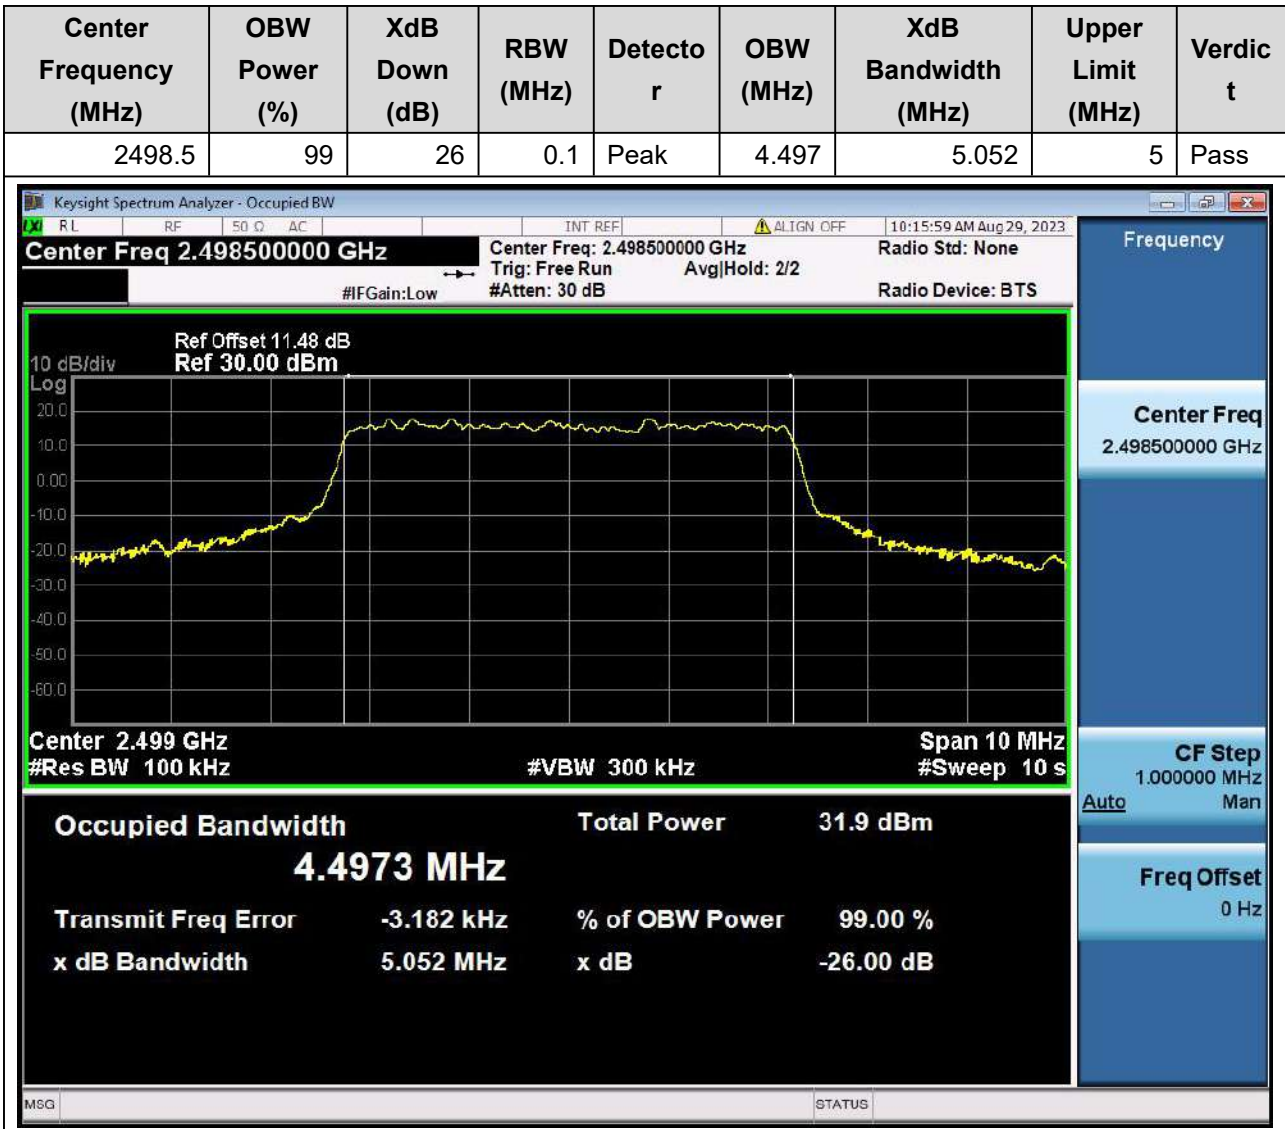 Center Frequency (MHz) OBW Power (%) XdB Down (dB) RBW (MHz) Detector OBW (MHz) XdB Bandwidth (MHz) Upper Limit (MHz) Verdict
2498.5 99 26 0.1 Peak 4.497 5.052 5 Pass
Keysight Spectrum Analyzer - Occupied BW
LXI RL RF 50 Ω AC INT REF ALIGN OFF 10:15:59 AM Aug 29, 2023
Center Freq 2.498500000 GHz
Center Freq: 2.498500000 GHz Radio Std: None
Trig: Free Run Avg|Hold: 2/2
#IFGain:Low #Atten: 30 dB Radio Device: BTS
Ref Offset 11.48 dB
10 dB/div Ref 30.00 dBm
Log
20.0
10.0
0.00
-10.0
-20.0
-30.0
-40.0
-50.0
-60.0
Center 2.499 GHz Span 10 MHz
#Res BW 100 kHz #VBW 300 kHz #Sweep 10 s
Occupied Bandwidth Total Power 31.9 dBm
4.4973 MHz
Transmit Freq Error -3.182 kHz % of OBW Power 99.00 %
x dB Bandwidth 5.052 MHz x dB -26.00 dB
Frequency
Center Freq
2.498500000 GHz
CF Step
1.000000 MHz
Auto Man
Freq Offset
0 Hz
MSG STATUS